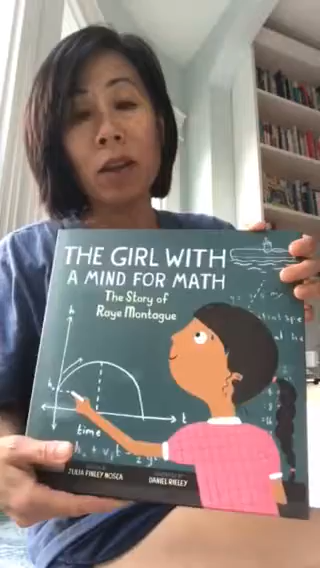 THE GIRL WITH
A MIND FOR MATH
The Story of
Raye Montague
h
t
time
JULIA FINLEY MOSCA
DANIEL RIELEY